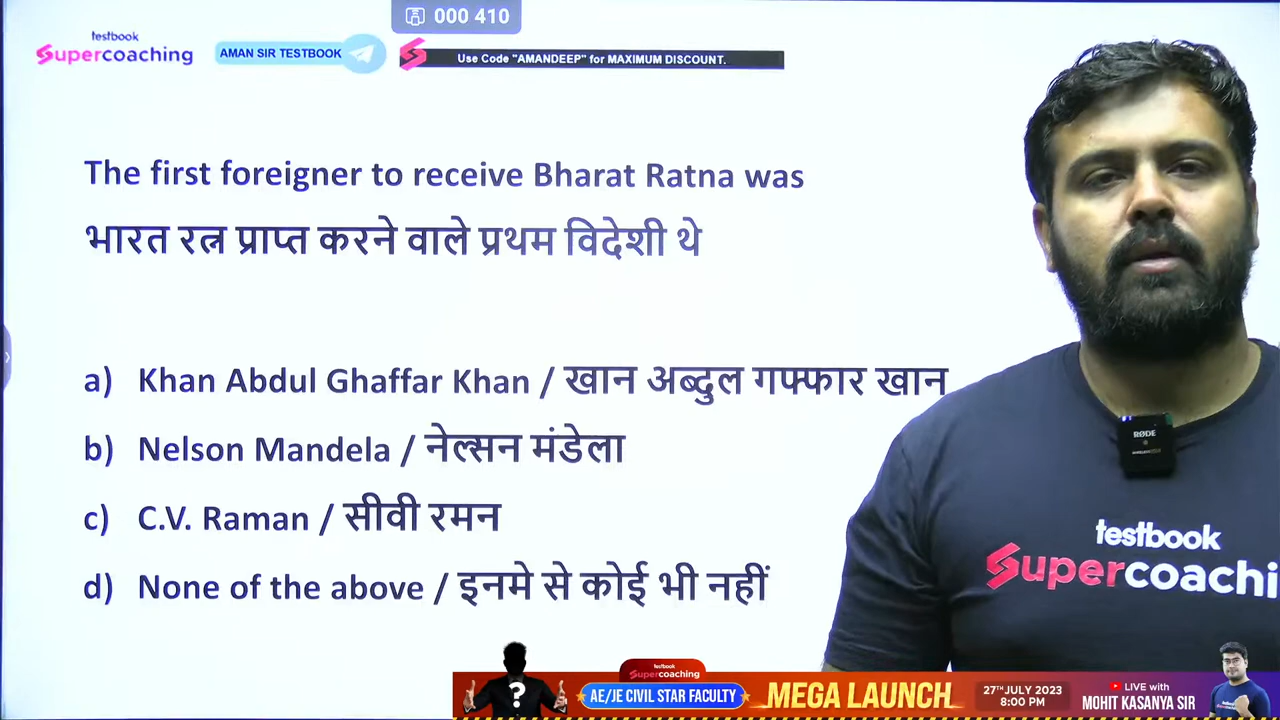 000 410
testbook
Supercoaching
AMAN SIR TESTBOOK
Use Code "AMANDEEP" for MAXIMUM DISCOUNT.
The first foreigner to receive Bharat Ratna was
भारत रत्न प्राप्त करने वाले प्रथम विदेशी थे
a) Khan Abdul Ghaffar Khan / खान अब्दुल गफ्फार खान
b) Nelson Mandela / नेल्सन मंडेला
c) C.V. Raman / सीवी रमन
d) None of the above / इनमे से कोई भी नहीं
RØDE
testbook
Supercoachi
?
testbook
Supercoaching
AE/JE CIVIL STAR FACULTY
MEGA LAUNCH
27TH JULY 2023
8:00 PM
LIVE with
MOHIT KASANYA SIR